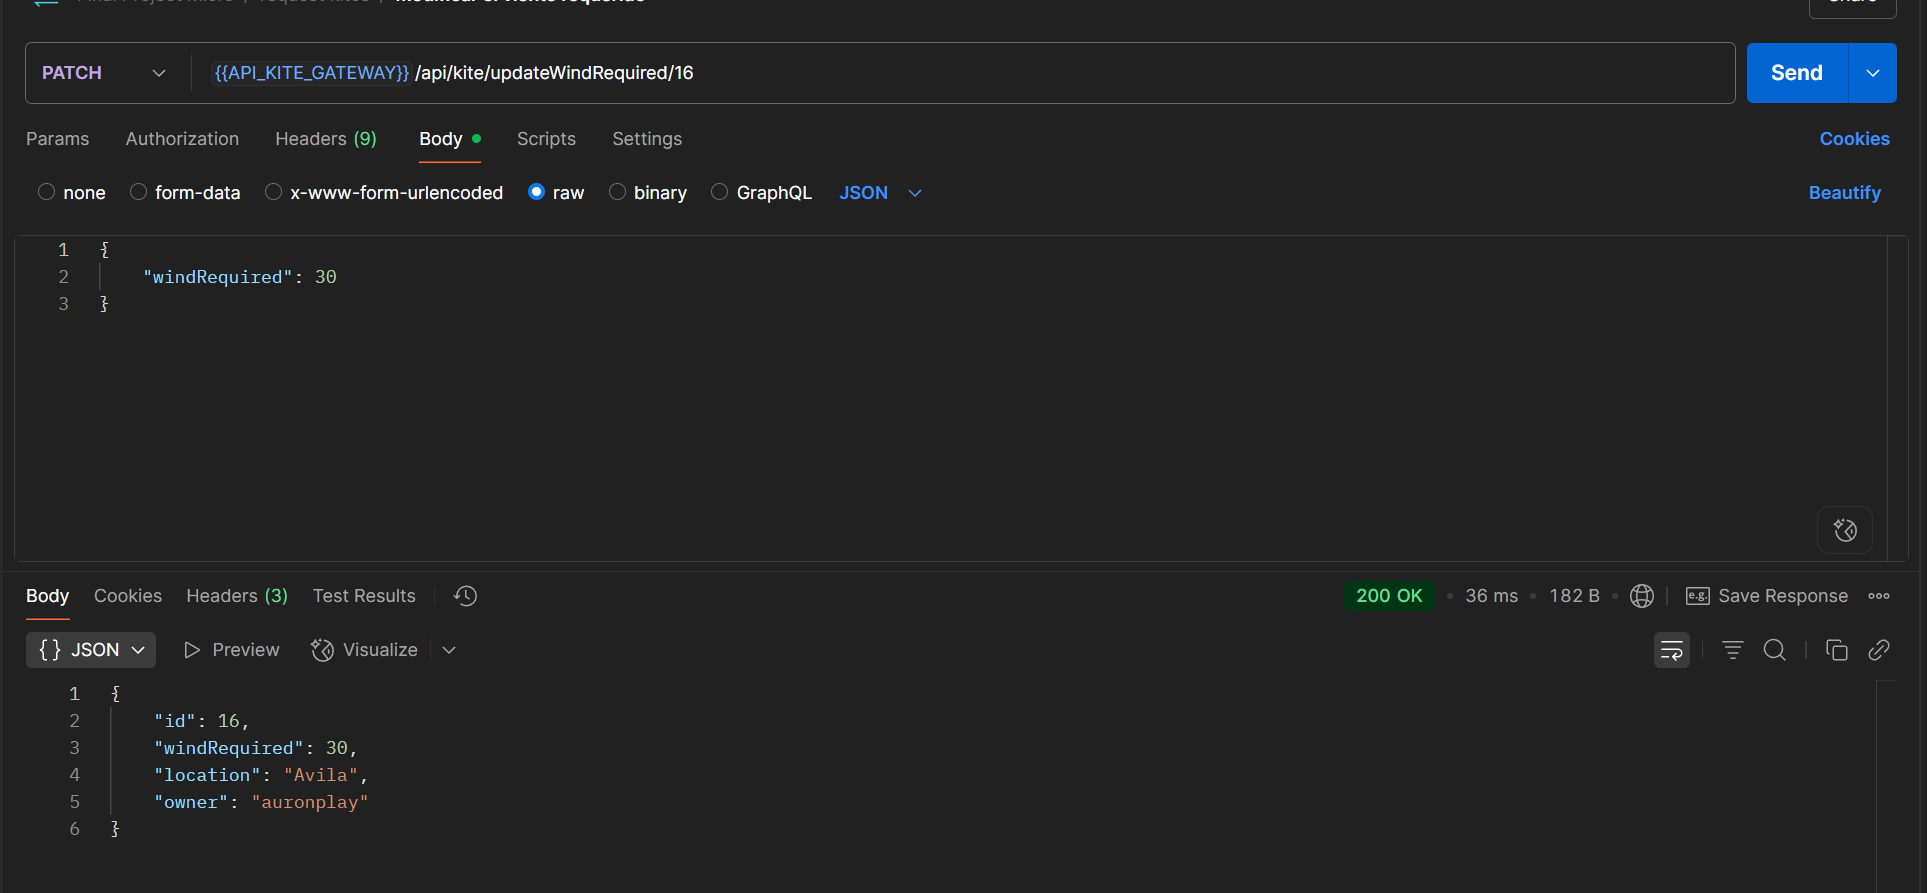 PATCH {{API_KITE_GATEWAY}} /api/kite/updateWindRequired/16 Send
Params Authorization Headers (9) Body Scripts Settings Cookies
none form-data x-www-form-urlencoded raw binary GraphQL JSON Beautify
1 {
2 "windRequired": 30
3 }
Body Cookies Headers (3) Test Results 200 OK • 36 ms • 182 B • e.g. Save Response
{} JSON Preview Visualize
1 {
2 "id": 16,
3 "windRequired": 30,
4 "location": "Avila",
5 "owner": "auronplay"
6 }